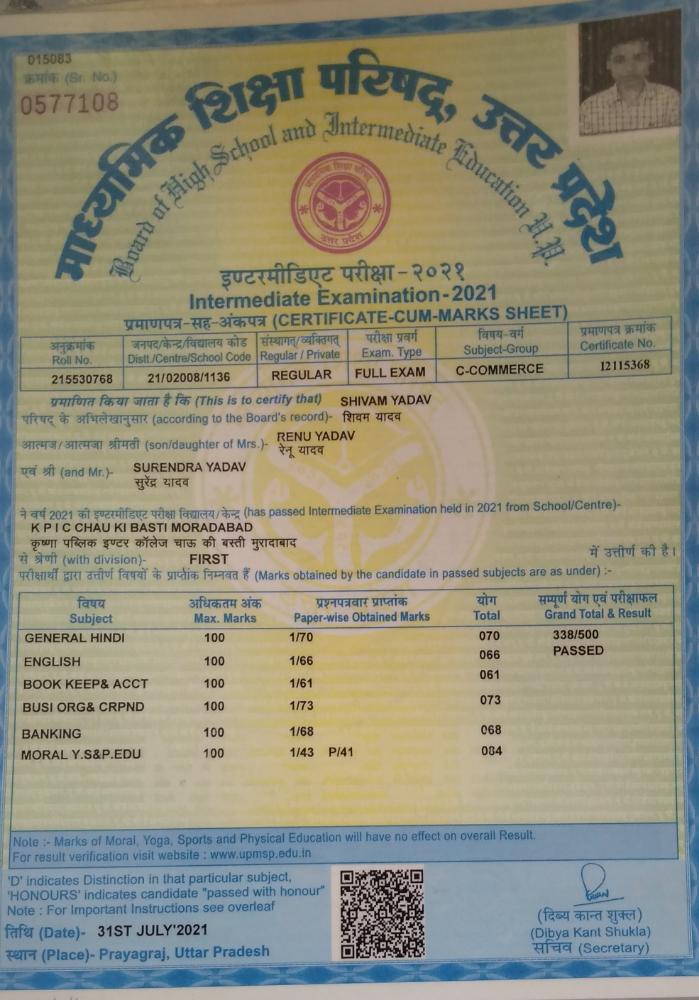 015083
क्रमांक (Sr. No.)
0577108
माध्यमिक शिक्षा परिषद्, उत्तर प्रदेश
Board of High School and Intermediate Education U.P.
माध्यमिक शिक्षा परिषद्
उत्तर प्रदेश
इण्टरमीडिएट परीक्षा-२०२१
Intermediate Examination-2021
प्रमाणपत्र-सह-अंकपत्र (CERTIFICATE-CUM-MARKS SHEET)
अनुक्रमांक जनपद/केन्द्र/विद्यालय कोड संस्थागत/व्यक्तिगत परीक्षा प्रवर्ग विषय-वर्ग प्रमाणपत्र क्रमांक
Roll No. Distt./Centre/School Code Regular / Private Exam. Type Subject-Group Certificate No.
215530768 21/02008/1136 REGULAR FULL EXAM C-COMMERCE 12115368
प्रमाणित किया जाता है कि (This is to certify that) SHIVAM YADAV
परिषद् के अभिलेखानुसार (according to the Board's record)- शिवम यादव
आत्मज/आत्मजा श्रीमती (son/daughter of Mrs.)- RENU YADAV
रेनू यादव
एवं श्री (and Mr.)- SURENDRA YADAV
सुरेंद्र यादव
ने वर्ष 2021 की इण्टरमीडिएट परीक्षा विद्यालय/केन्द्र (has passed Intermediate Examination held in 2021 from School/Centre)-
K P I C CHAU KI BASTI MORADABAD
कृष्णा पब्लिक इण्टर कॉलेज चाऊ की बस्ती मुरादाबाद
से श्रेणी (with division)- FIRST में उत्तीर्ण की है।
परीक्षार्थी द्वारा उत्तीर्ण विषयों के प्राप्तांक निम्नवत हैं (Marks obtained by the candidate in passed subjects are as under) :-
विषय अधिकतम अंक प्रश्नपत्रवार प्राप्तांक योग सम्पूर्ण योग एवं परीक्षाफल
Subject Max. Marks Paper-wise Obtained Marks Total Grand Total & Result
GENERAL HINDI 100 1/70 070 338/500
ENGLISH 100 1/66 066 PASSED
BOOK KEEP& ACCT 100 1/61 061
BUSI ORG& CRPND 100 1/73 073
BANKING 100 1/68 068
MORAL Y.S&P.EDU 100 1/43 P/41 084
Note :- Marks of Moral, Yoga, Sports and Physical Education will have no effect on overall Result.
For result verification visit website : www.upmsp.edu.in
'D' indicates Distinction in that particular subject,
'HONOURS' indicates candidate "passed with honour"
Note : For Important Instructions see overleaf
तिथि (Date)- 31ST JULY'2021
स्थान (Place)- Prayagraj, Uttar Pradesh
(दिव्य कान्त शुक्ल)
(Dibya Kant Shukla)
सचिव (Secretary)